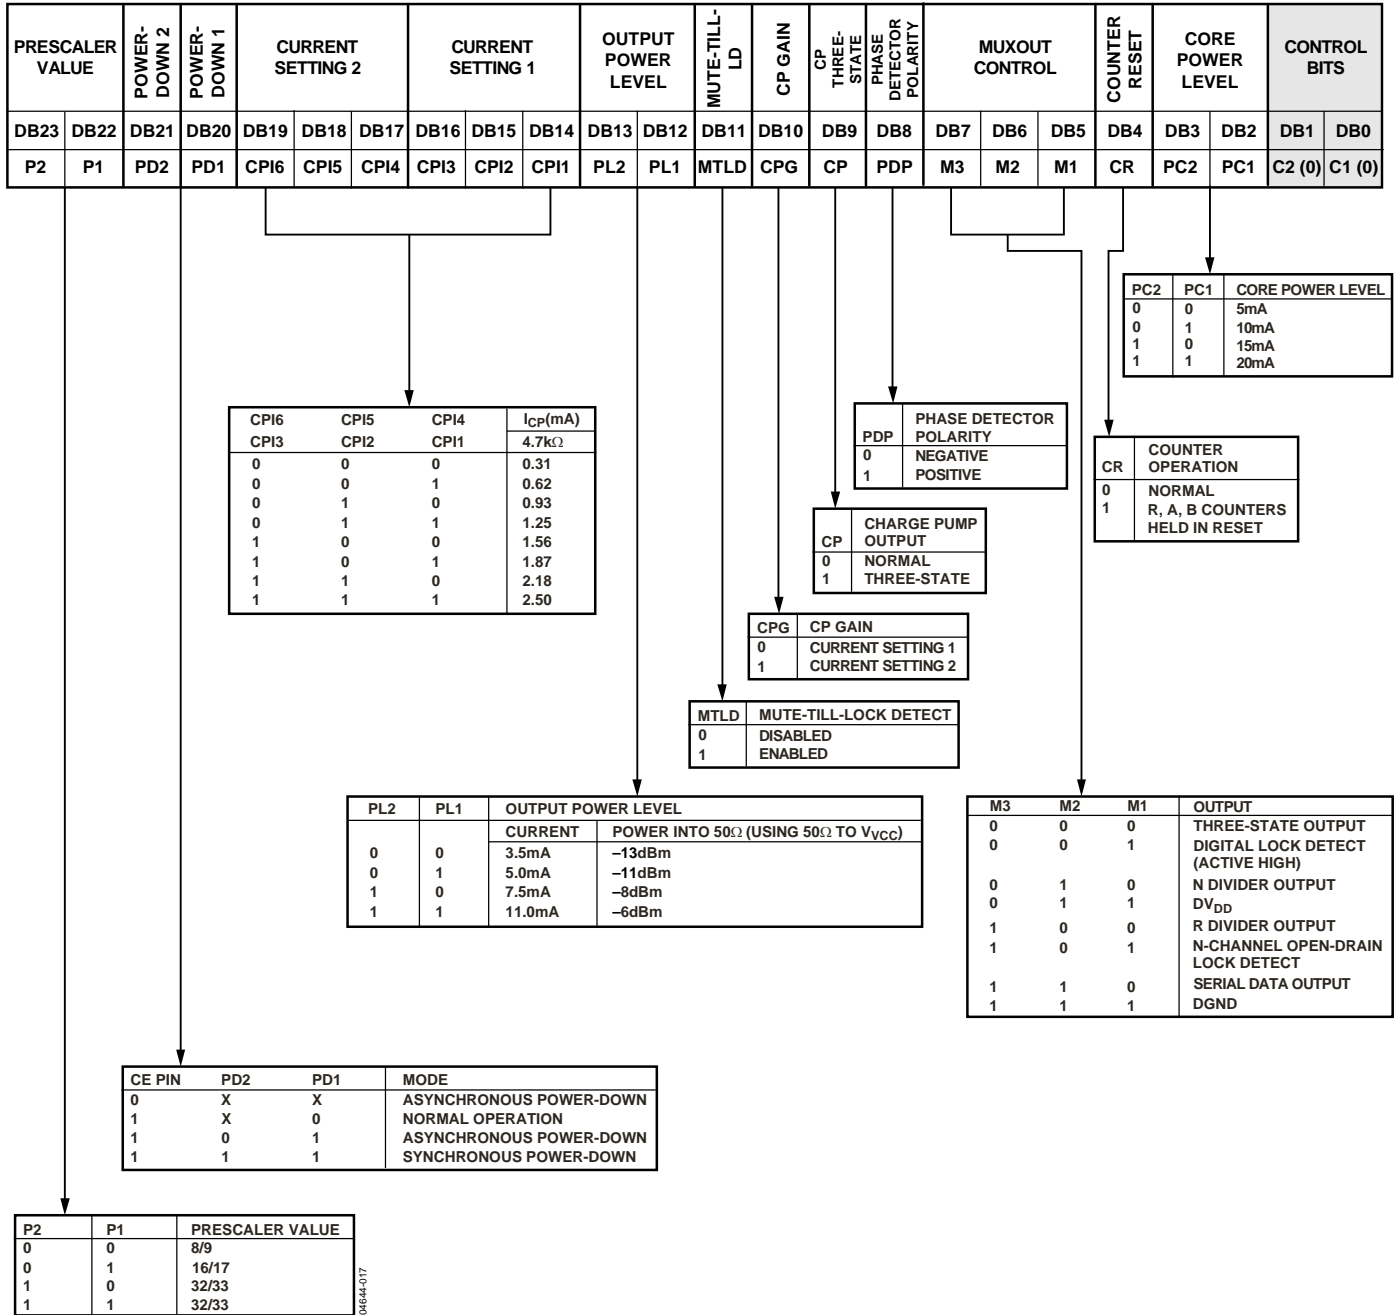 PRESCALER VALUE POWER-DOWN 2 POWER-DOWN 1 CURRENT SETTING 2 CURRENT SETTING 1 OUTPUT POWER LEVEL MUTE-TILL-LD CP GAIN CP THREE-STATE PHASE DETECTOR POLARITY MUXOUT CONTROL COUNTER RESET CORE POWER LEVEL CONTROL BITS
DB23 DB22 DB21 DB20 DB19 DB18 DB17 DB16 DB15 DB14 DB13 DB12 DB11 DB10 DB9 DB8 DB7 DB6 DB5 DB4 DB3 DB2 DB1 DB0
P2 P1 PD2 PD1 CPI6 CPI5 CPI4 CPI3 CPI2 CPI1 PL2 PL1 MTLD CPG CP PDP M3 M2 M1 CR PC2 PC1 C2 (0) C1 (0)
PC2 PC1 CORE POWER LEVEL
0 0 5mA
0 1 10mA
1 0 15mA
1 1 20mA
CPI6 CPI5 CPI4 ICP(mA)
CPI3 CPI2 CPI1 4.7kΩ
0 0 0 0.31
0 0 1 0.62
0 1 0 0.93
0 1 1 1.25
1 0 0 1.56
1 0 1 1.87
1 1 0 2.18
1 1 1 2.50
PHASE DETECTOR
PDP POLARITY
0 NEGATIVE
1 POSITIVE
COUNTER
CR OPERATION
0 NORMAL
1 R, A, B COUNTERS
HELD IN RESET
CHARGE PUMP
CP OUTPUT
0 NORMAL
1 THREE-STATE
CPG CP GAIN
0 CURRENT SETTING 1
1 CURRENT SETTING 2
MTLD MUTE-TILL-LOCK DETECT
0 DISABLED
1 ENABLED
PL2 PL1 OUTPUT POWER LEVEL
CURRENT POWER INTO 50Ω (USING 50Ω TO VVCC)
0 0 3.5mA –13dBm
0 1 5.0mA –11dBm
1 0 7.5mA –8dBm
1 1 11.0mA –6dBm
M3 M2 M1 OUTPUT
0 0 0 THREE-STATE OUTPUT
0 0 1 DIGITAL LOCK DETECT
(ACTIVE HIGH)
0 1 0 N DIVIDER OUTPUT
0 1 1 DVDD
1 0 0 R DIVIDER OUTPUT
1 0 1 N-CHANNEL OPEN-DRAIN
LOCK DETECT
1 1 0 SERIAL DATA OUTPUT
1 1 1 DGND
CE PIN PD2 PD1 MODE
0 X X ASYNCHRONOUS POWER-DOWN
1 X 0 NORMAL OPERATION
1 0 1 ASYNCHRONOUS POWER-DOWN
1 1 1 SYNCHRONOUS POWER-DOWN
P2 P1 PRESCALER VALUE
0 0 8/9
0 1 16/17
1 0 32/33
1 1 32/33
04644-017